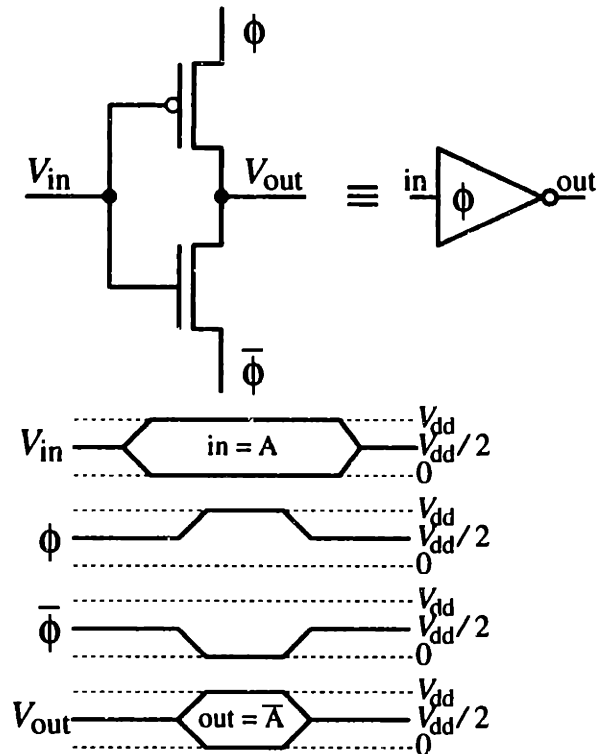 ϕ
V_in V_out ≡ in ϕ out
ϕ̅
V_in in = A V_dd
V_dd/2
0
ϕ V_dd
V_dd/2
0
ϕ̅ V_dd
V_dd/2
0
V_out out = A̅ V_dd
V_dd/2
0